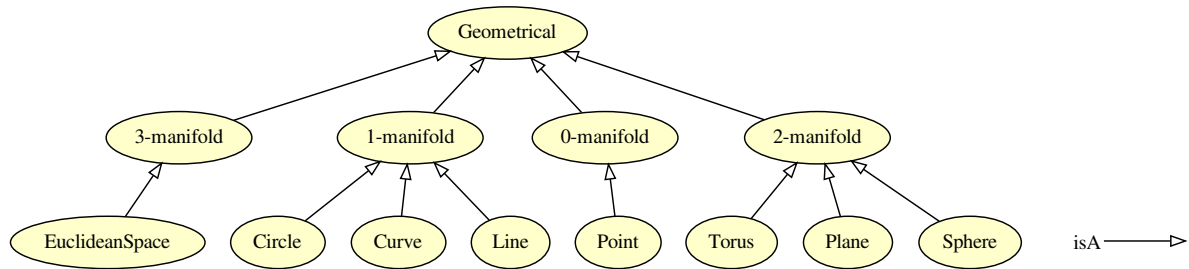 Geometrical
3-manifold
1-manifold
0-manifold
2-manifold
EuclideanSpace
Circle
Curve
Line
Point
Torus
Plane
Sphere
isA